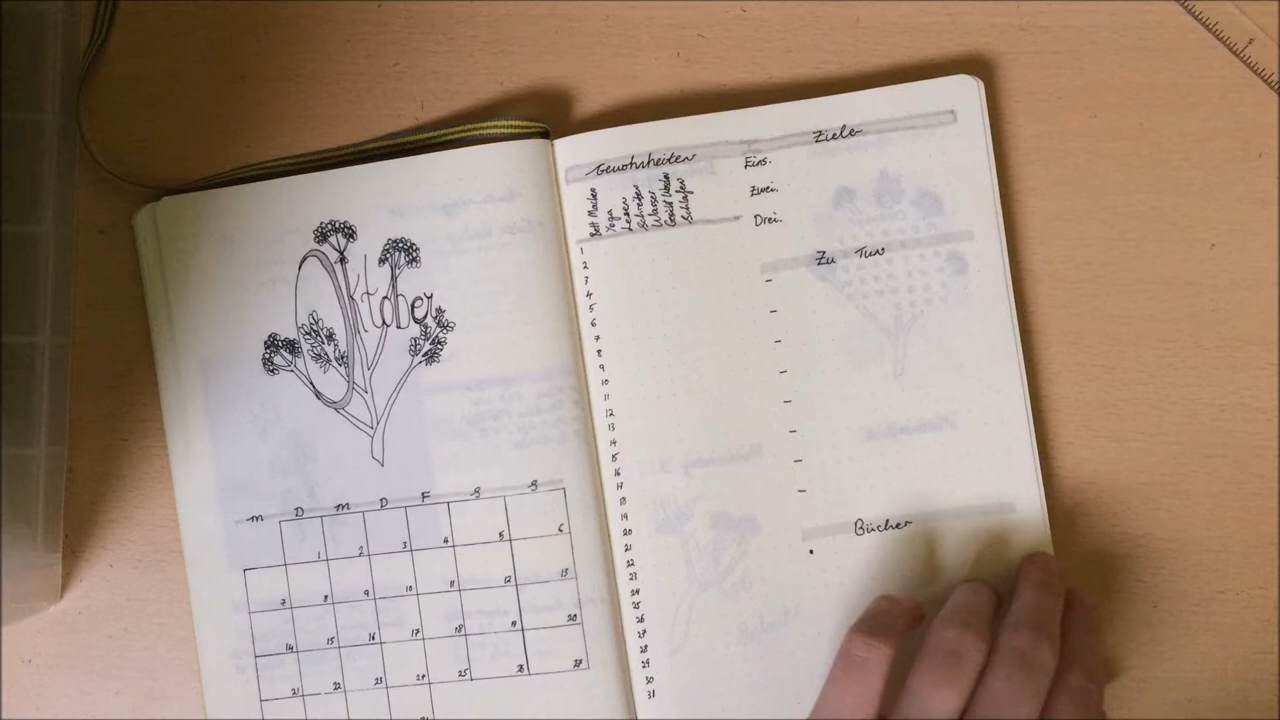 Oktober
M D M D F S S
1 2 3 4 5 6
7 8 9 10 11 12 13
14 15 16 17 18 19 20
21 22 23 24 25 26 27
Gewohnheiten
Bett Machen
Yoga
Lesen
Schreiben
Wasser
Schlafen
1
2
3
4
5
6
7
8
9
10
11
12
13
14
15
16
17
18
19
20
21
22
23
24
25
26
27
28
29
30
31
Ziele
Eins.
Zwei.
Drei.
Zu Tun
Bücher